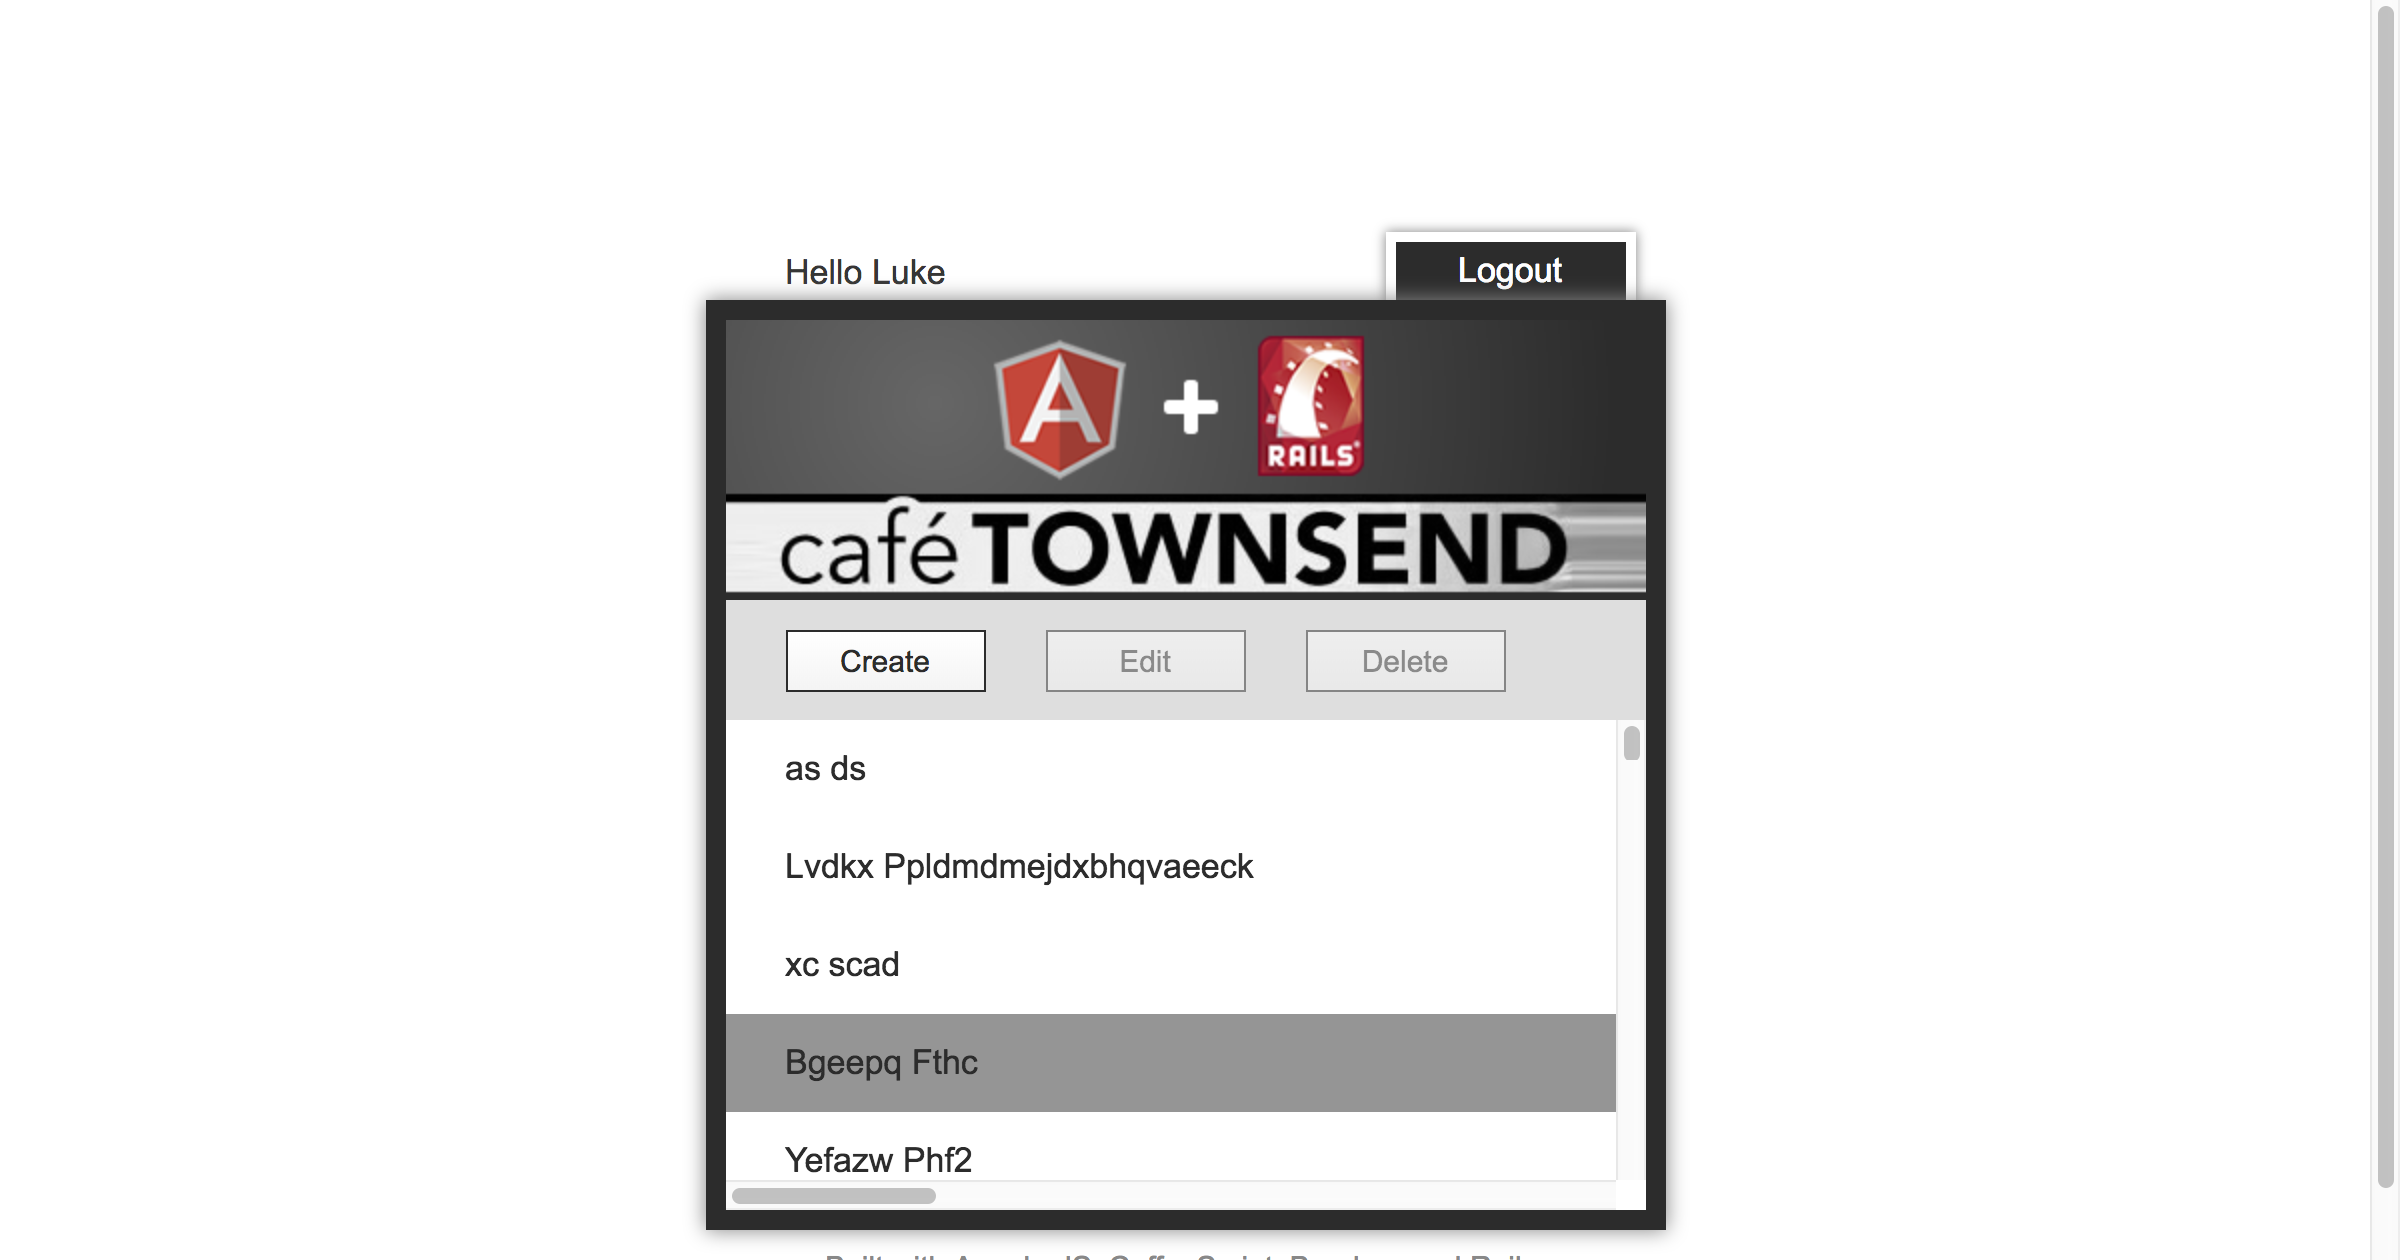 Hello Luke
Logout
RAILS
café TOWNSEND
Create
Edit
Delete
as ds
Lvdkx Ppldmdmejdxbhqvaeeck
xc scad
Bgeepq Fthc
Yefazw Phf2